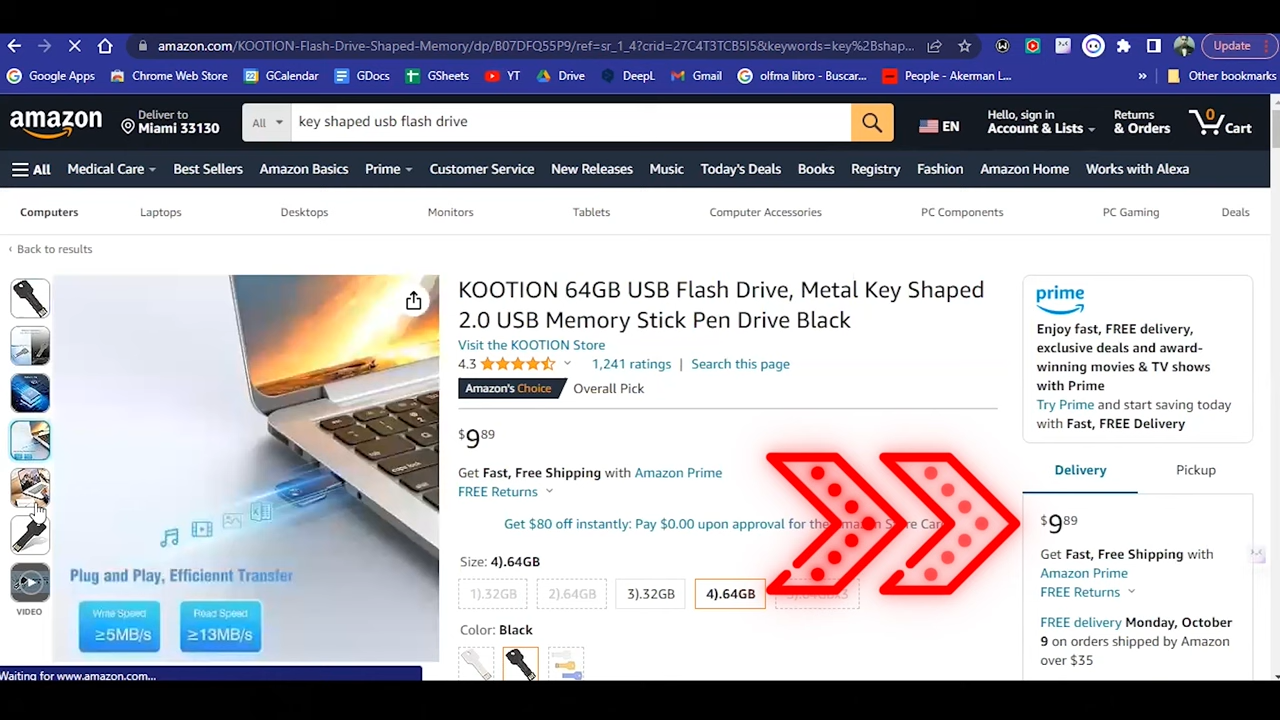 amazon.com/KOOTION-Flash-Drive-Shaped-Memory/dp/B07DFQ55P9/ref=sr_1_4?crid=27C4T3TCB5I5&keywords=key%2Bshap...
Update
Google Apps
Chrome Web Store
GCalendar
GDocs
GSheets
YT
Drive
DeepL
Gmail
olfma libro - Buscar...
People - Akerman L...
»
Other bookmarks
amazon
Deliver to
Miami 33130
All
key shaped usb flash drive
EN
Hello, sign in
Account & Lists
Returns
& Orders
0
Cart
All
Medical Care
Best Sellers
Amazon Basics
Prime
Customer Service
New Releases
Music
Today's Deals
Books
Registry
Fashion
Amazon Home
Works with Alexa
Computers
Laptops
Desktops
Monitors
Tablets
Computer Accessories
PC Components
PC Gaming
Deals
‹ Back to results
VIDEO
Plug and Play, Efficiennt Transfer
Write Speed
≥5MB/s
Read Speed
≥13MB/s
KOOTION 64GB USB Flash Drive, Metal Key Shaped
2.0 USB Memory Stick Pen Drive Black
Visit the KOOTION Store
4.3
1,241 ratings | Search this page
Amazon's Choice
Overall Pick
$9 89
Get Fast, Free Shipping with Amazon Prime
FREE Returns
Get $80 off instantly: Pay $0.00 upon approval for the Store
Size: 4).64GB
1).32GB
2).64GB
3).32GB
4).64GB
Color: Black
prime
Enjoy fast, FREE delivery,
exclusive deals and award-
winning movies & TV shows
with Prime
Try Prime and start saving today
with Fast, FREE Delivery
Delivery
Pickup
$9 89
Get Fast, Free Shipping with
Amazon Prime
FREE Returns
FREE delivery Monday, October
9 on orders shipped by Amazon
over $35
Waiting for www.amazon.com...